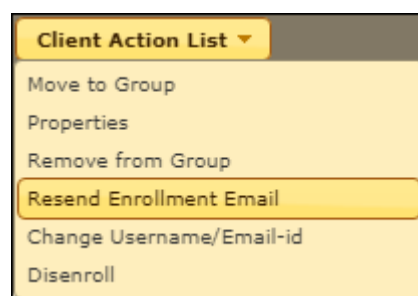 Client Action List
Move to Group
Properties
Remove from Group
Resend Enrollment Email
Change Username/Email-id
Disenroll